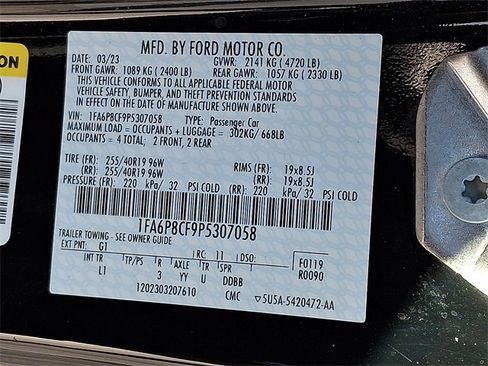 MFD. BY FORD MOTOR CO.
DATE: 03/23 GVWR: 2141 KG ( 4720 LB)
FRONT GAWR: 1089 KG ( 2400 LB) REAR GAWR: 1057 KG ( 2330 LB)
THIS VEHICLE CONFORMS TO ALL APPLICABLE FEDERAL MOTOR
VEHICLE SAFETY, BUMPER, AND THEFT PREVENTION STANDARDS
IN EFFECT ON THE DATE OF MANUFACTURE SHOWN ABOVE.
VIN: 1FA6P8CF9P5307058 TYPE: Passenger Car
MAXIMUM LOAD = OCCUPANTS + LUGGAGE = 302KG/ 668LB
OCCUPANTS = 4 TOTAL; 2 FRONT, 2 REAR
TIRE (FR): 255/40R19 96W RIMS (FR): 19x8.5J
(RR): 255/40R19 96W (RR): 19x8.5J
PRESSURE (FR): 220 kPa/ 32 PSI COLD (RR): 220 kPa/ 32 PSI COLD
1FA6P8CF9P5307058
TRAILER TOWING - SEE OWNER GUIDE
EXT PNT: G1 RC: 11 DSO: F0119
INT TR TP/PS R AXLE TR SPR R0090
L1 3 YY U DDBB
1202303207610 CMC ▽5U5A-5420472-AA